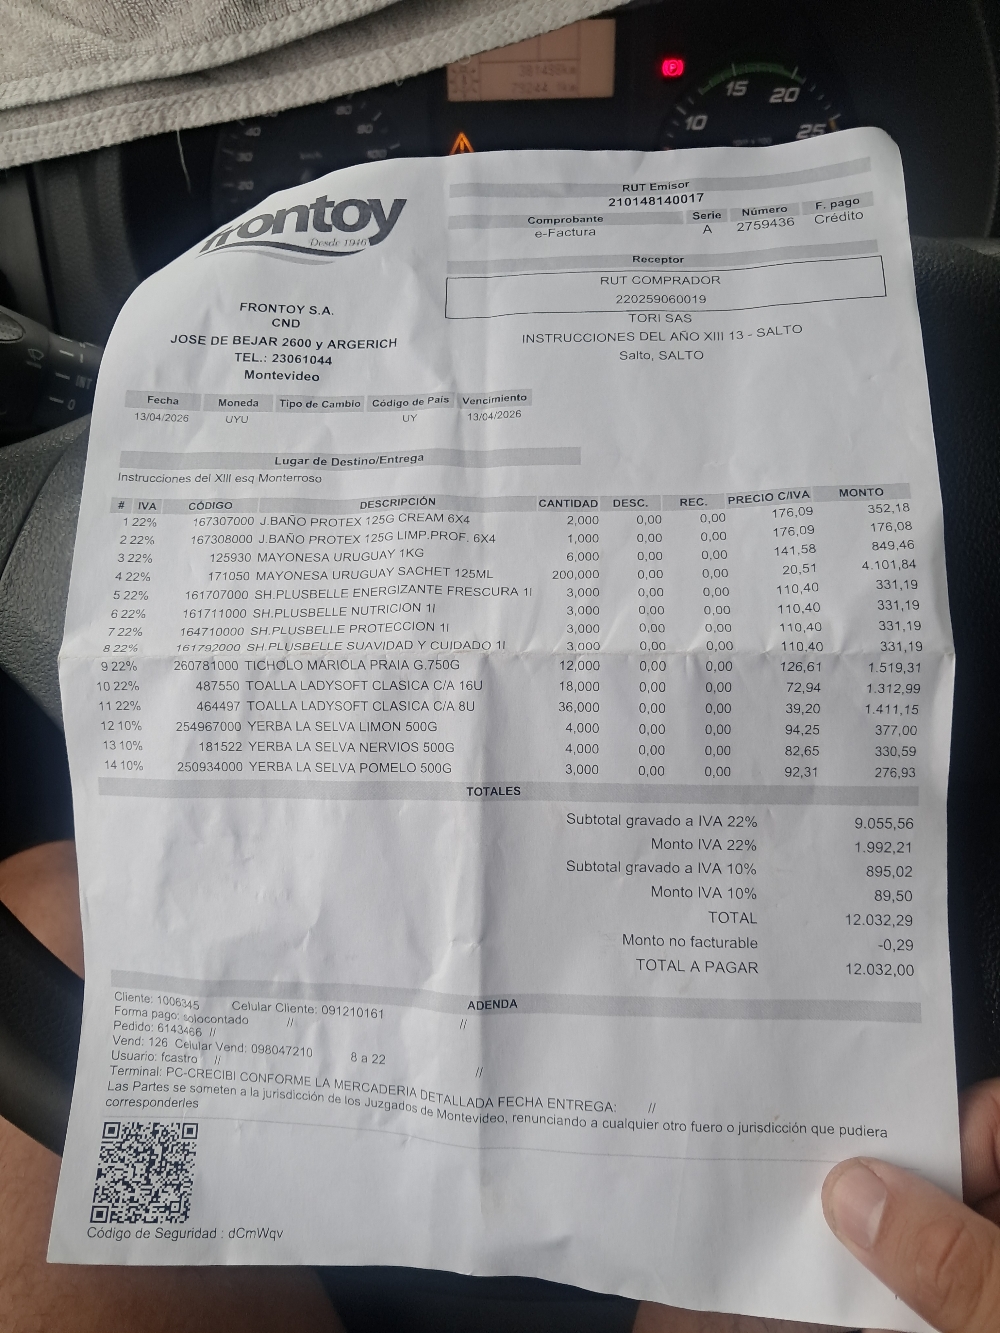 frontoy
Desde 1946
FRONTOY S.A.
CND
JOSE DE BEJAR 2600 y ARGERICH
TEL.: 23061044
Montevideo
RUT Emisor
210148140017
Comprobante Serie Número F. pago
e-Factura A 2759436 Crédito
Receptor
RUT COMPRADOR
220259060019
TORI SAS
INSTRUCCIONES DEL AÑO XIII 13 - SALTO
Salto, SALTO
Fecha Moneda Tipo de Cambio Código de País Vencimiento
13/04/2026 UYU UY 13/04/2026
Lugar de Destino/Entrega
Instrucciones del XIII esq Monterroso
# IVA CÓDIGO DESCRIPCIÓN CANTIDAD DESC. REC. PRECIO C/IVA MONTO
1 22% 167307000 J.BAÑO PROTEX 125G CREAM 6X4 2,000 0,00 0,00 176,09 352,18
2 22% 167308000 J.BAÑO PROTEX 125G LIMP.PROF. 6X4 1,000 0,00 0,00 176,09 176,08
3 22% 125930 MAYONESA URUGUAY 1KG 6,000 0,00 0,00 141,58 849,46
4 22% 171050 MAYONESA URUGUAY SACHET 125ML 200,000 0,00 0,00 20,51 4.101,84
5 22% 161707000 SH.PLUSBELLE ENERGIZANTE FRESCURA 1l 3,000 0,00 0,00 110,40 331,19
6 22% 161711000 SH.PLUSBELLE NUTRICION 1l 3,000 0,00 0,00 110,40 331,19
7 22% 164710000 SH.PLUSBELLE PROTECCION 1l 3,000 0,00 0,00 110,40 331,19
8 22% 161792000 SH.PLUSBELLE SUAVIDAD Y CUIDADO 1l 3,000 0,00 0,00 110,40 331,19
9 22% 260781000 TICHOLO MARIOLA PRAIA G.750G 12,000 0,00 0,00 126,61 1.519,31
10 22% 487550 TOALLA LADYSOFT CLASICA C/A 16U 18,000 0,00 0,00 72,94 1.312,99
11 22% 464497 TOALLA LADYSOFT CLASICA C/A 8U 36,000 0,00 0,00 39,20 1.411,15
12 10% 254967000 YERBA LA SELVA LIMON 500G 4,000 0,00 0,00 94,25 377,00
13 10% 181522 YERBA LA SELVA NERVIOS 500G 4,000 0,00 0,00 82,65 330,59
14 10% 250934000 YERBA LA SELVA POMELO 500G 3,000 0,00 0,00 92,31 276,93
TOTALES
Subtotal gravado a IVA 22% 9.055,56
Monto IVA 22% 1.992,21
Subtotal gravado a IVA 10% 895,02
Monto IVA 10% 89,50
TOTAL 12.032,29
Monto no facturable -0,29
TOTAL A PAGAR 12.032,00
ADENDA
Cliente: 1006345 Celular Cliente: 091210161
Forma pago: solocontado // //
Pedido: 6143466 //
Vend: 126 Celular Vend: 098047210 8 a 22
Usuario: fcastro // //
Terminal: PC-CRECIBI CONFORME LA MERCADERIA DETALLADA FECHA ENTREGA: //
Las Partes se someten a la jurisdicción de los Juzgados de Montevideo, renunciando a cualquier otro fuero o jurisdicción que pudiera
corresponderles
Código de Seguridad : dCmWqv
15 20
10 25